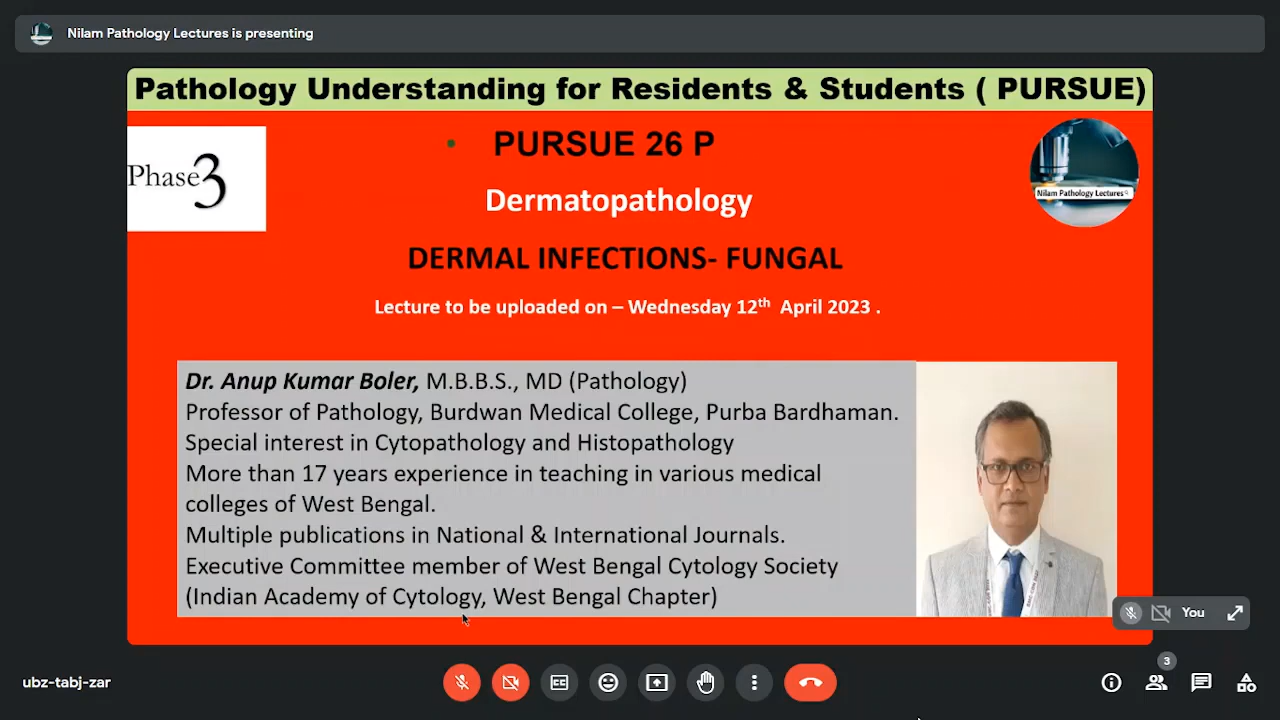 Nilam Pathology Lectures is presenting
Pathology Understanding for Residents & Students ( PURSUE)
Phase3
• PURSUE 26 P
Nilam Pathology Lectures
Dermatopathology
DERMAL INFECTIONS- FUNGAL
Lecture to be uploaded on – Wednesday 12th April 2023 .
Dr. Anup Kumar Boler, M.B.B.S., MD (Pathology)
Professor of Pathology, Burdwan Medical College, Purba Bardhaman.
Special interest in Cytopathology and Histopathology
More than 17 years experience in teaching in various medical
colleges of West Bengal.
Multiple publications in National & International Journals.
Executive Committee member of West Bengal Cytology Society
(Indian Academy of Cytology, West Bengal Chapter)
You
3
ubz-tabj-zar